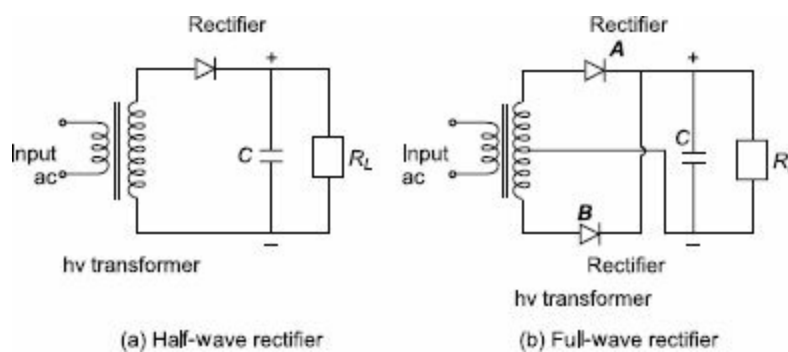 Rectifier
+
Input
ac
C
R_L
−
hv transformer
(a) Half-wave rectifier
Rectifier
A
+
Input
ac
C
R
B
−
Rectifier
hv transformer
(b) Full-wave rectifier